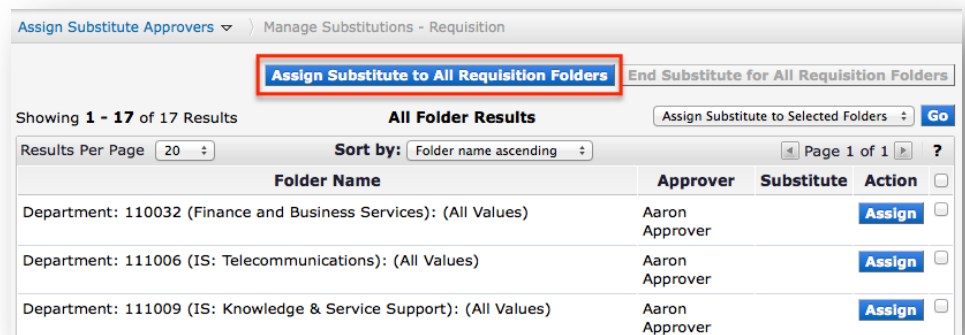 Assign Substitute Approvers Manage Substitutions - Requisition
Assign Substitute to All Requisition Folders End Substitute for All Requisition Folders
Showing 1 - 17 of 17 Results All Folder Results Assign Substitute to Selected Folders Go
Results Per Page 20 Sort by: Folder name ascending Page 1 of 1 ?
Folder Name Approver Substitute Action
Department: 110032 (Finance and Business Services): (All Values) Aaron Assign
Approver
Department: 111006 (IS: Telecommunications): (All Values) Aaron Assign
Approver
Department: 111009 (IS: Knowledge & Service Support): (All Values) Aaron Assign
Approver